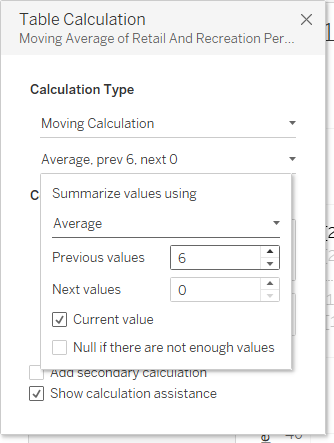 Table Calculation
Moving Average of Retail And Recreation Per...
Calculation Type
Moving Calculation
Average, prev 6, next 0
C
Summarize values using
Average
Previous values 6
Next values 0
Current value
Null if there are not enough values
Add secondary calculation
Show calculation assistance